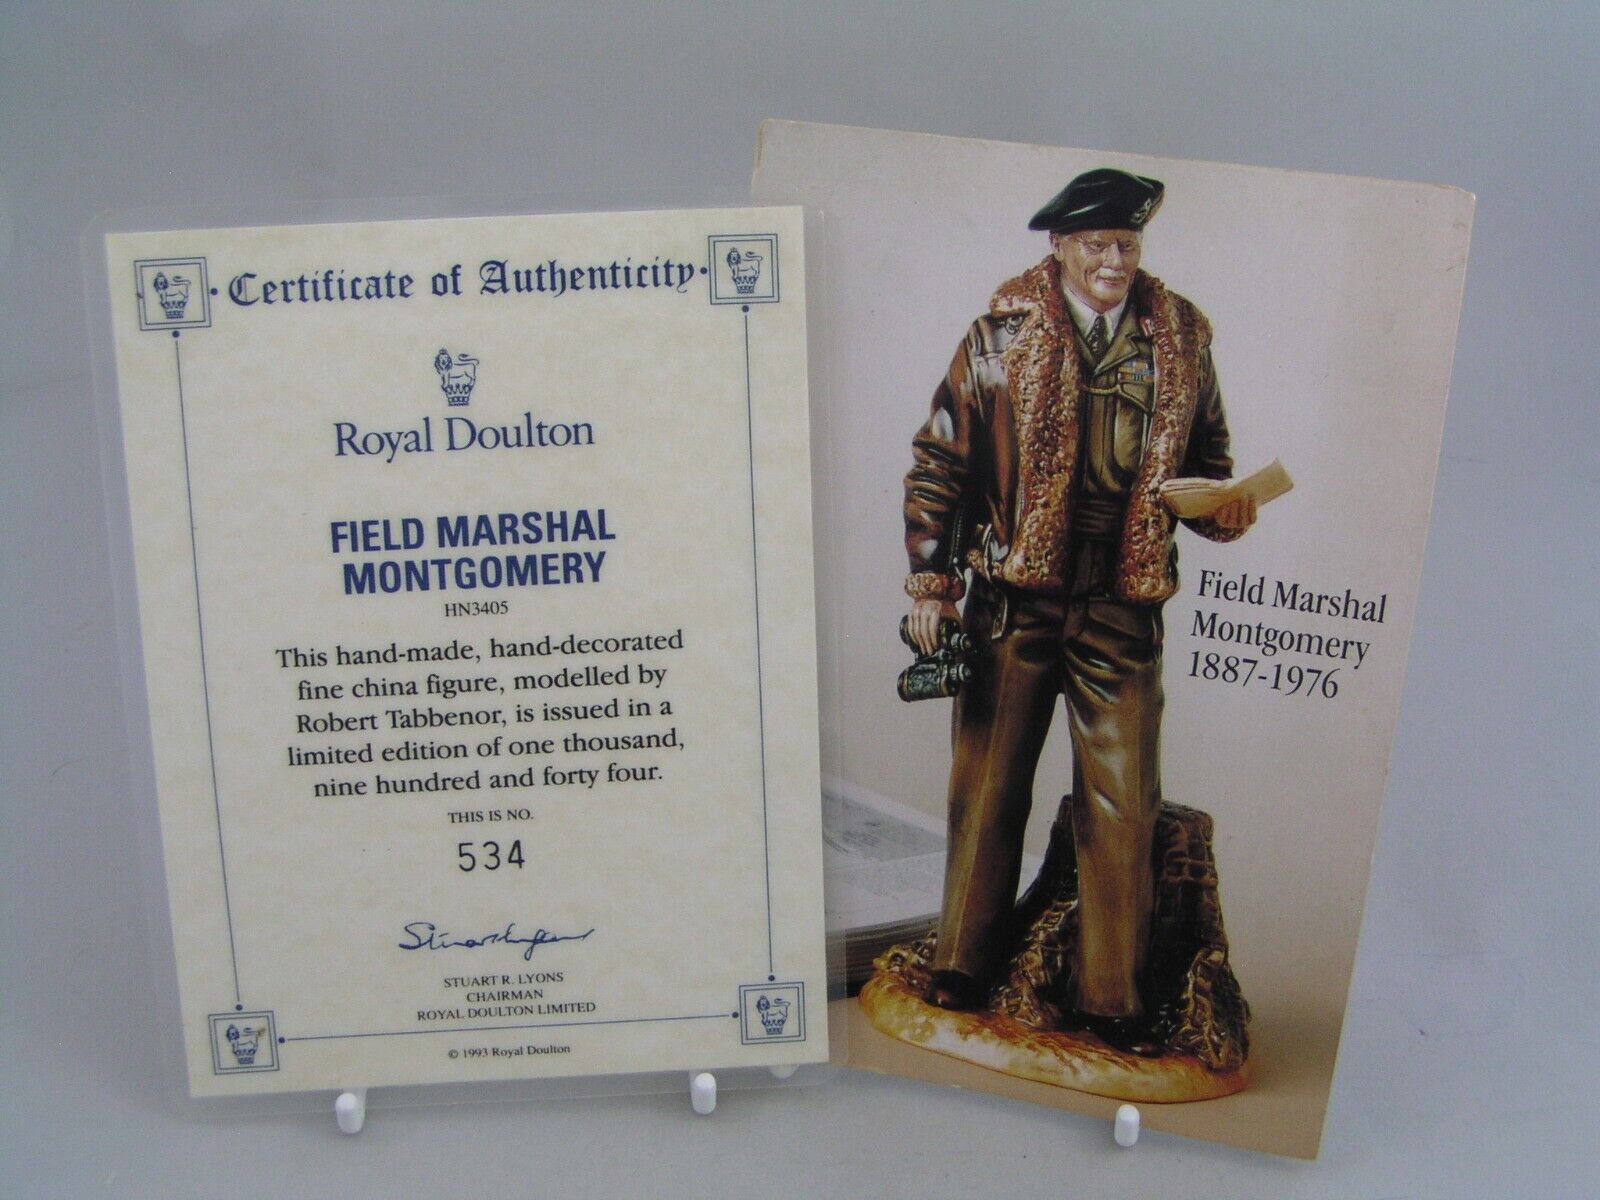 Certificate of Authenticity
Royal Doulton
FIELD MARSHAL
MONTGOMERY
HN3405
This hand-made, hand-decorated
fine china figure, modelled by
Robert Tabbenor, is issued in a
limited edition of one thousand,
nine hundred and forty four.
THIS IS NO.
534
STUART R. LYONS
CHAIRMAN
ROYAL DOULTON LIMITED
© 1993 Royal Doulton
Field Marshal
Montgomery
1887-1976